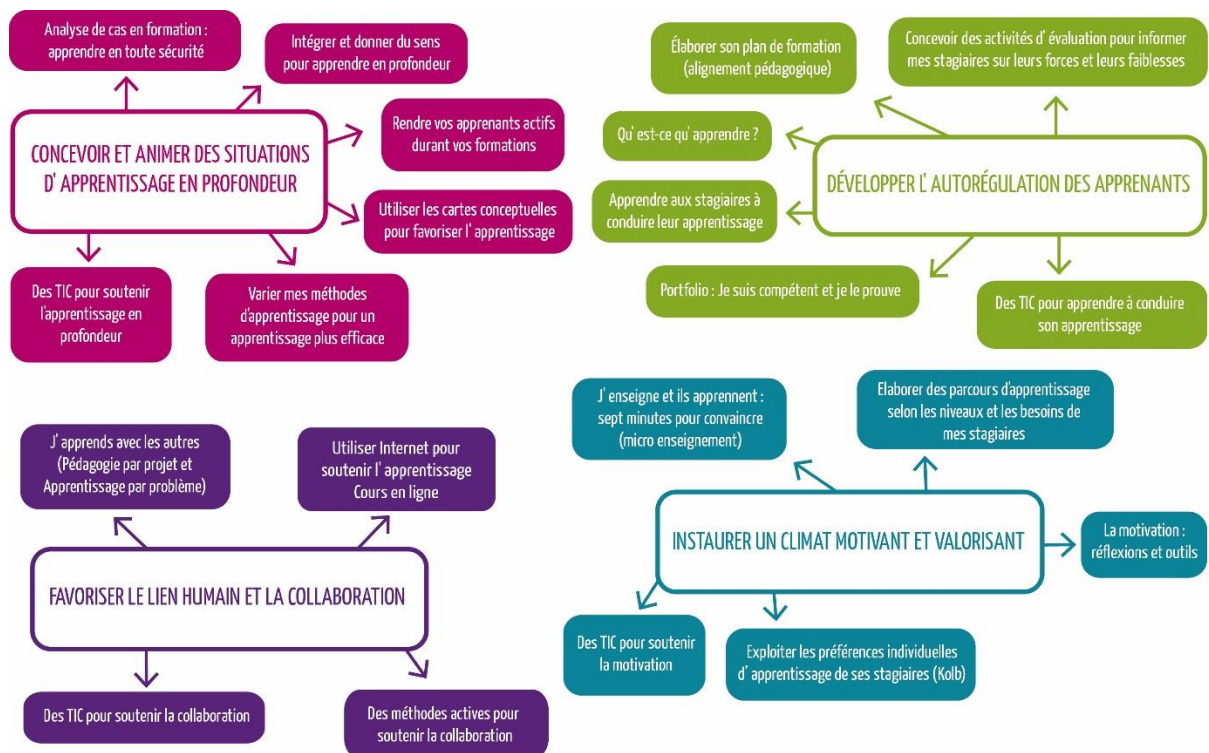 Analyse de cas en formation :
apprendre en toute sécurité
Intégrer et donner du sens
pour apprendre en profondeur
CONCEVOIR ET ANIMER DES SITUATIONS
D' APPRENTISSAGE EN PROFONDEUR
Rendre vos apprenants actifs
durant vos formations
Utiliser les cartes conceptuelles
pour favoriser l' apprentissage
Des TIC pour soutenir
l'apprentissage en
profondeur
Varier mes méthodes
d'apprentissage pour un
apprentissage plus efficace
Élaborer son plan de formation
(alignement pédagogique)
Concevoir des activités d' évaluation pour informer
mes stagiaires sur leurs forces et leurs faiblesses
Qu' est-ce qu' apprendre ?
DÉVELOPPER L' AUTORÉGULATION DES APPRENANTS
Apprendre aux stagiaires à
conduire leur apprentissage
Portfolio : Je suis compétent et je le prouve
Des TIC pour apprendre à conduire
son apprentissage
J' apprends avec les autres
(Pédagogie par projet et
Apprentissage par problème)
Utiliser Internet pour
soutenir l' apprentissage
Cours en ligne
FAVORISER LE LIEN HUMAIN ET LA COLLABORATION
Des TIC pour soutenir la collaboration
Des méthodes actives pour
soutenir la collaboration
J' enseigne et ils apprennent :
sept minutes pour convaincre
(micro enseignement)
Elaborer des parcours d'apprentissage
selon les niveaux et les besoins de
mes stagiaires
INSTAURER UN CLIMAT MOTIVANT ET VALORISANT
La motivation :
réflexions et outils
Des TIC pour soutenir
la motivation
Exploiter les préférences individuelles
d' apprentissage de ses stagiaires (Kolb)